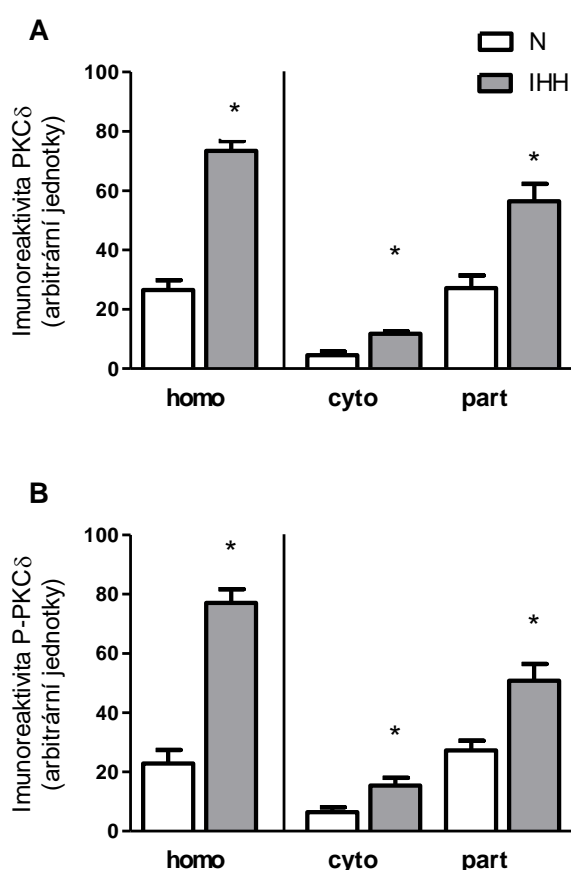 A
N
IHH
Imunoreaktivita PKCδ
(arbitrární jednotky)
100
80
60
40
20
0
*
*
*
homo
cyto
part
B
Imunoreaktivita P-PKCδ
(arbitrární jednotky)
100
80
60
40
20
0
*
*
*
homo
cyto
part